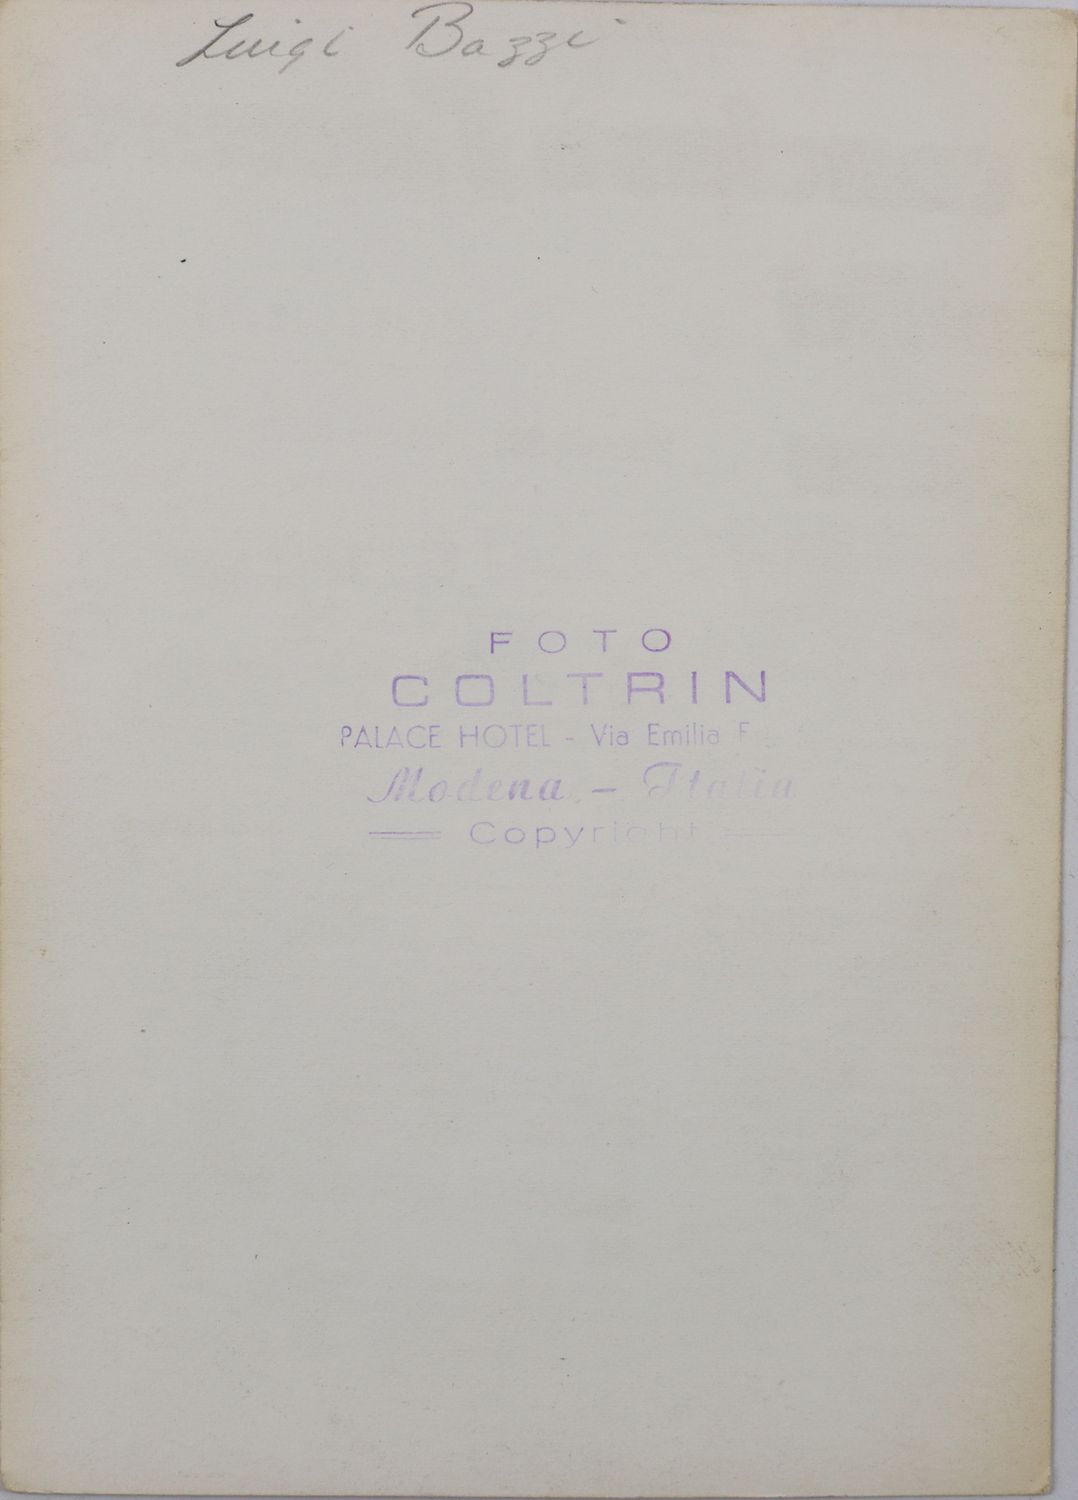 Luigi Bazzi
FOTO
COLTRIN
PALACE HOTEL - Via Emilia
Modena - Italia
Copyright